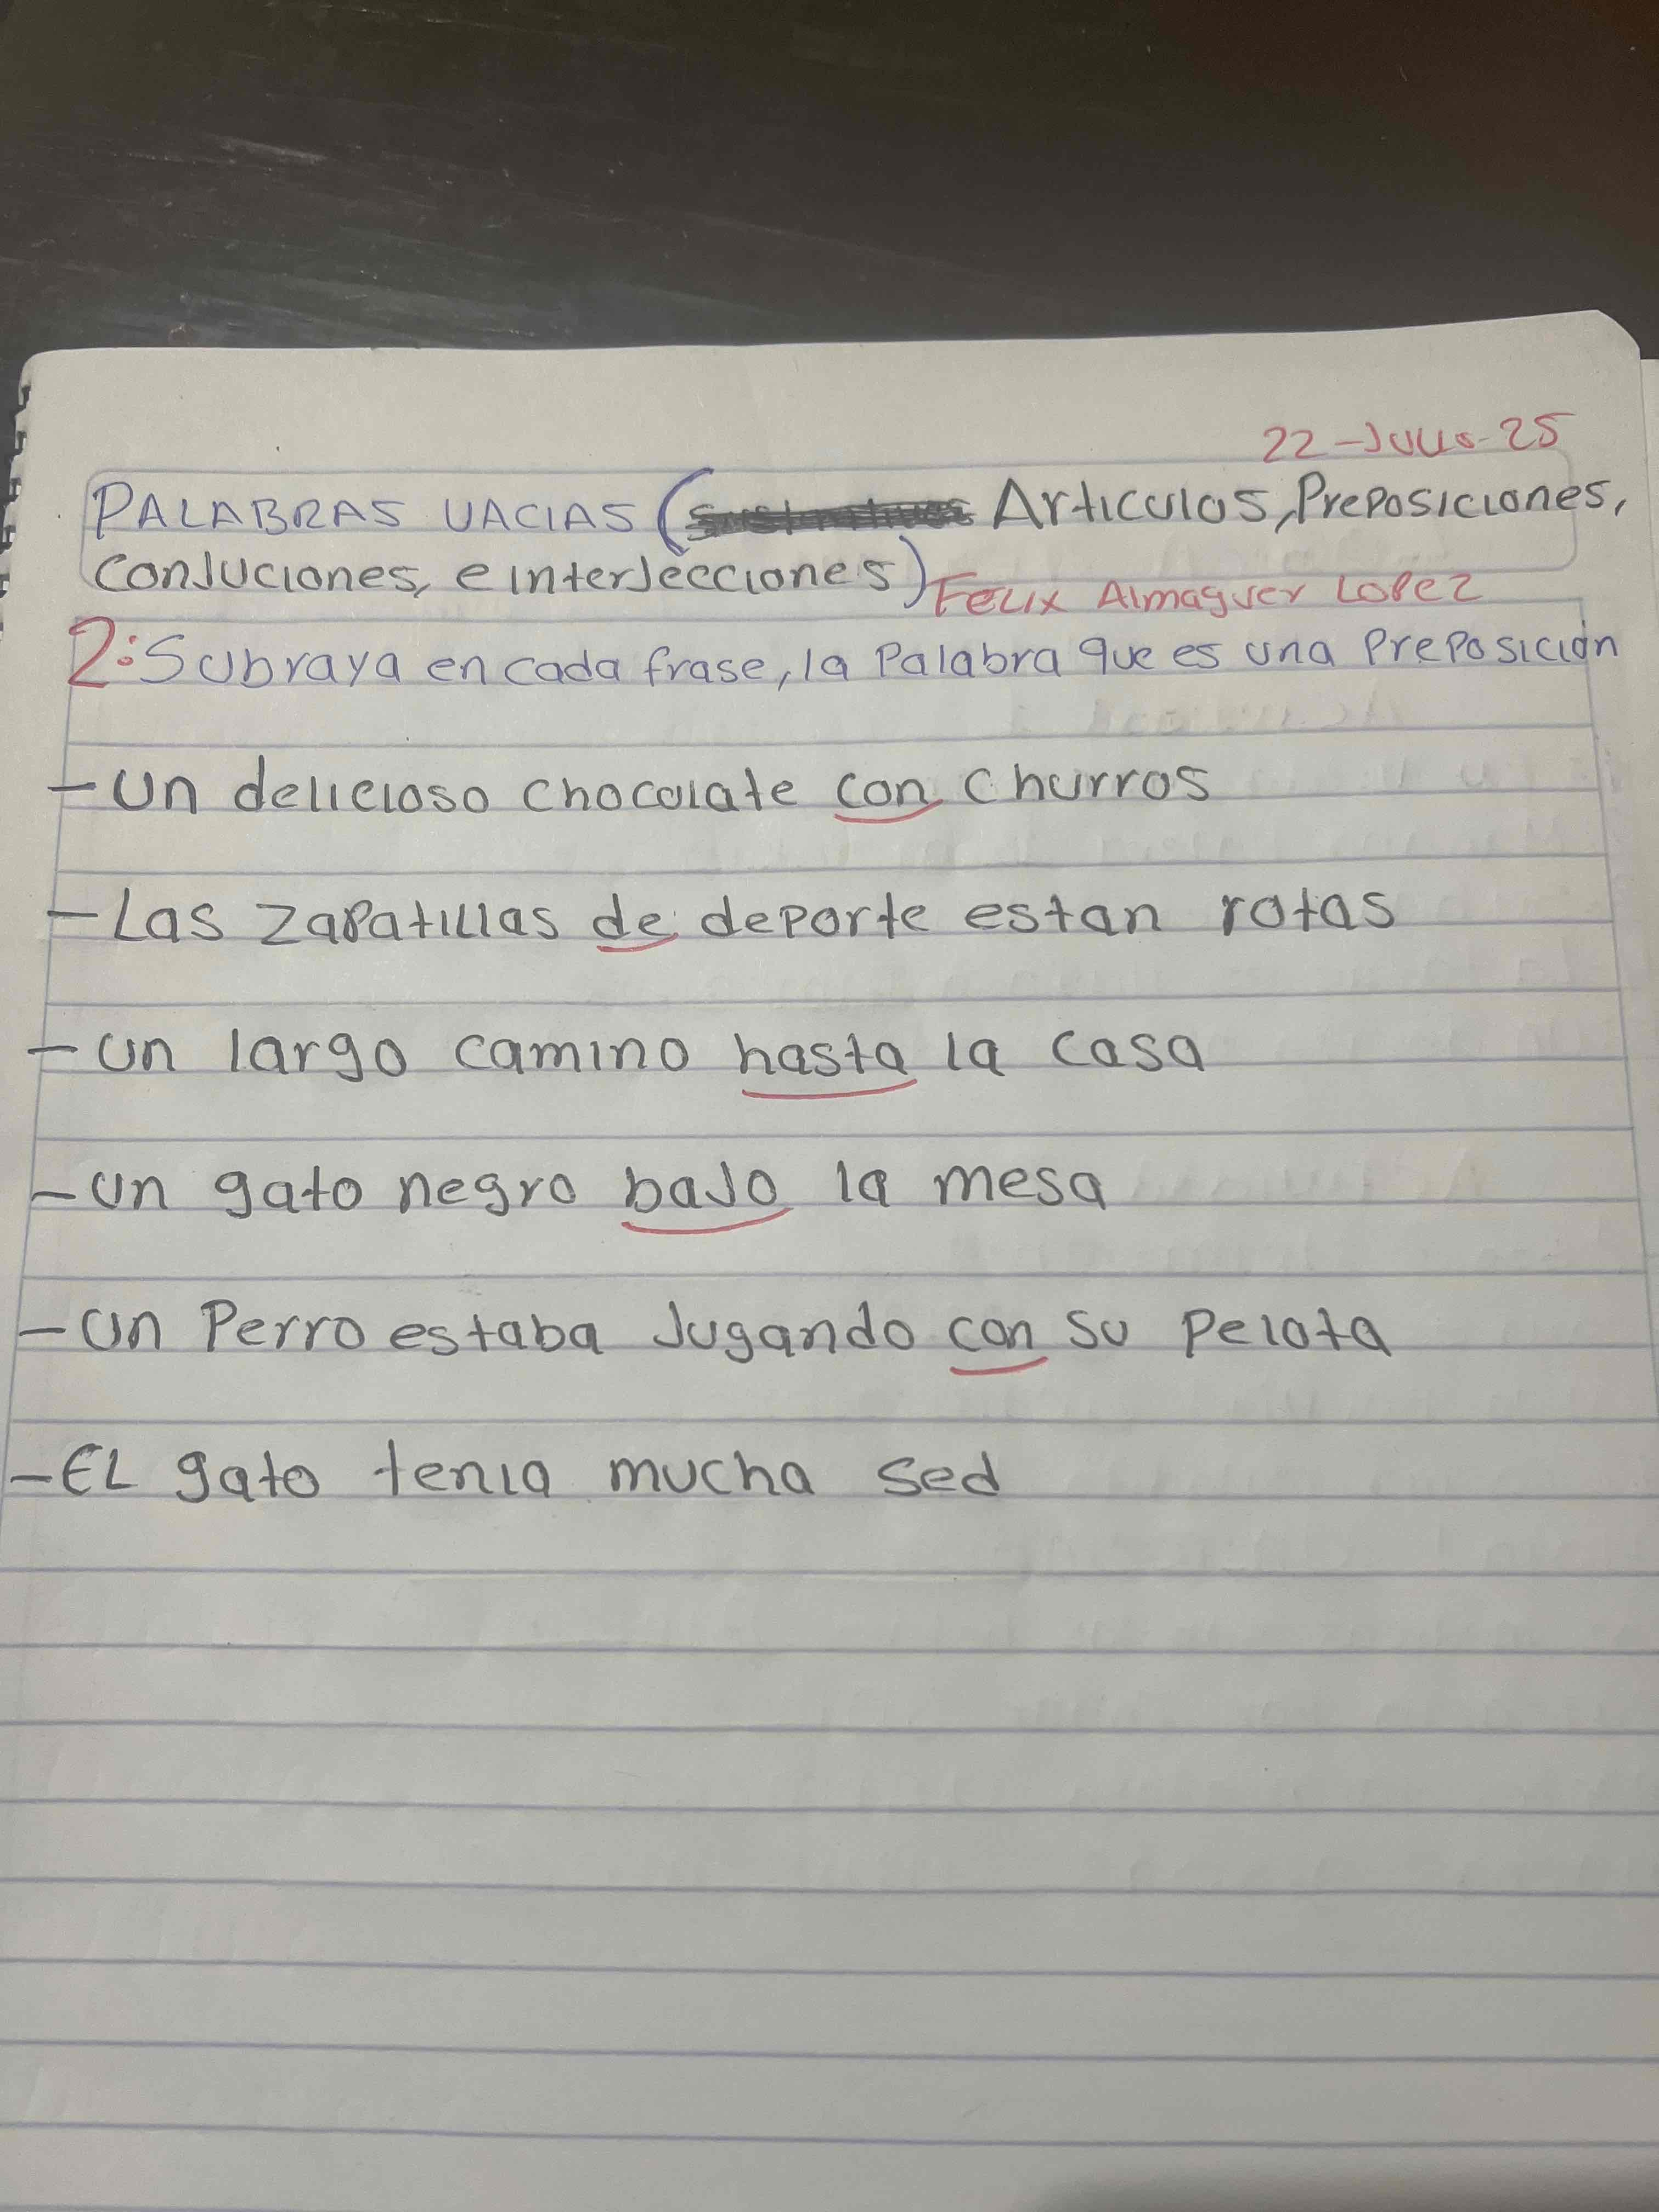 22-Julio-25
PALABRAS VACIAS ( Articulos, Preposiciones,
Conjuciones, e interjecciones) Felix Almaguer Lopez
2: Subraya en cada frase, la Palabra que es una Preposición
- Un delicioso chocolate con churros
- Las zapatillas de deporte estan rotas
- Un largo camino hasta la casa
- Un gato negro bajo la mesa
- Un Perro estaba Jugando con su Pelota
- EL gato tenia mucha sed